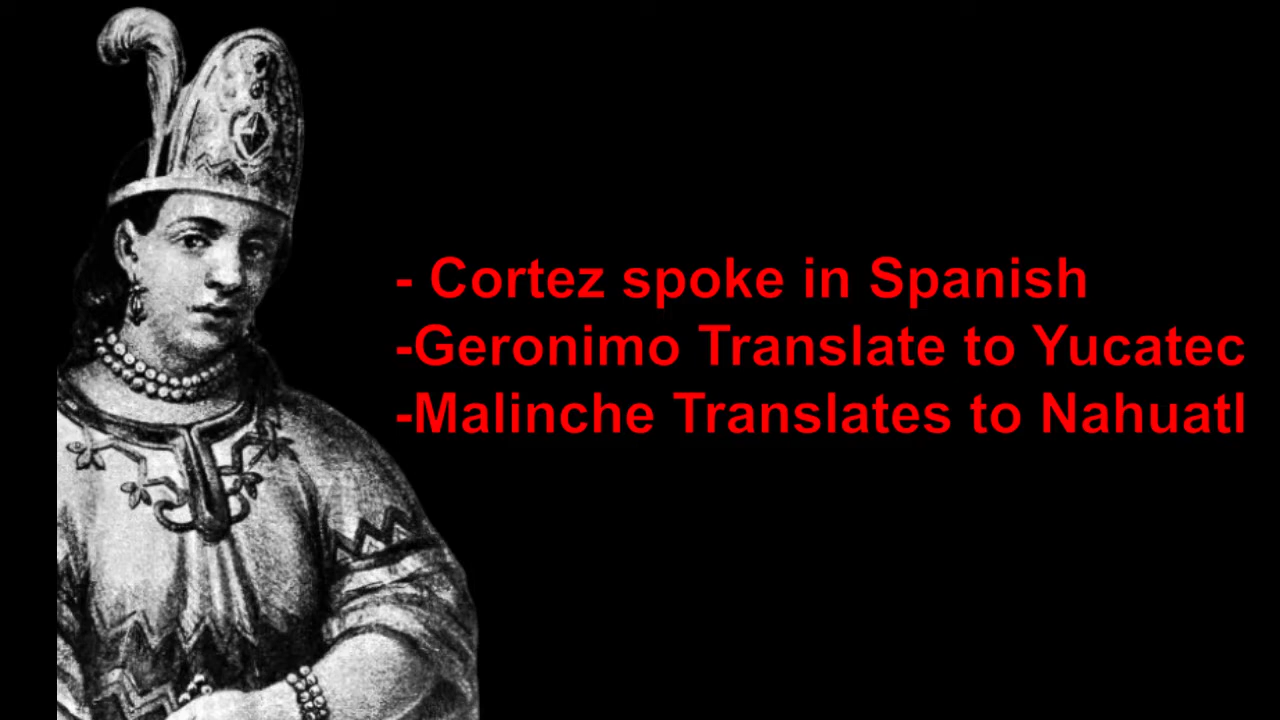 - Cortez spoke in Spanish
-Geronimo Translate to Yucatec
-Malinche Translates to Nahuatl